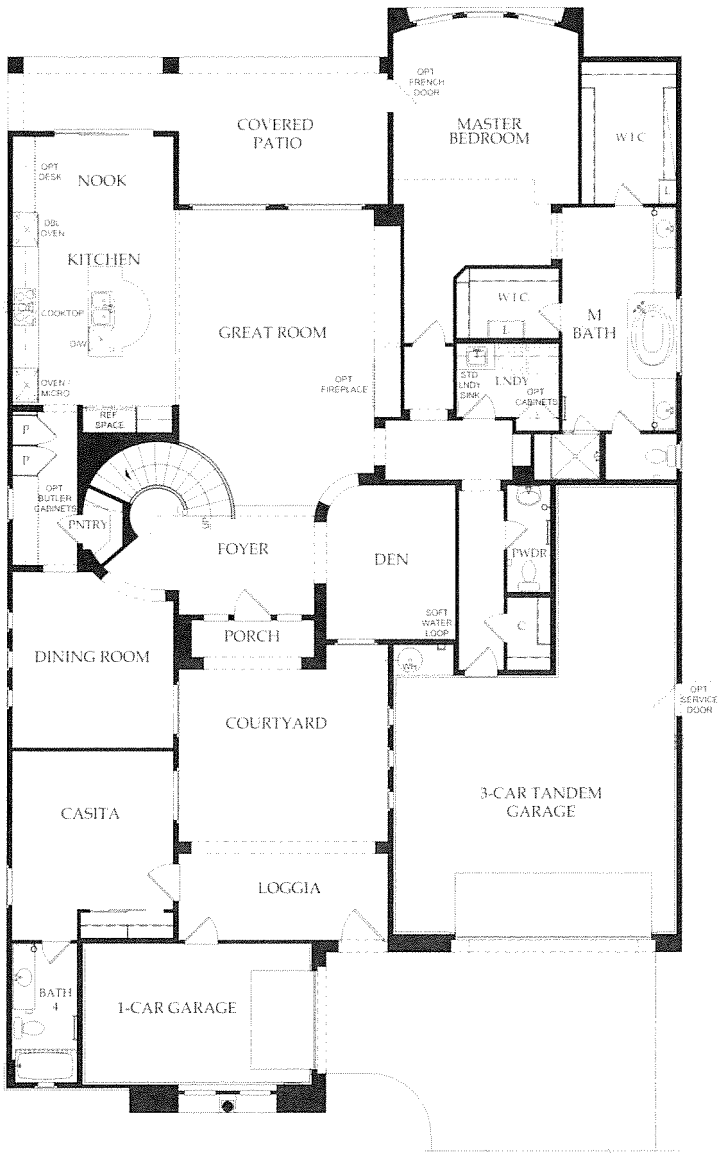 OPT
FRENCH
DOOR
COVERED
PATIO
MASTER
BEDROOM
W I C
L
NOOK
OPT
DESK
DBL
OVEN
KITCHEN
COOKTOP
D/W
W I C
L
M
BATH
GREAT ROOM
OPT
FIREPLACE
STD
LNDY
SINK
LNDY
OPT
CABINETS
OVEN /
MICRO
REF
SPACE
P
P
OPT
BUTLER
CABINETS
PNTRY
FOYER
DEN
PWDR
SOFT
WATER
LOOP
C
PORCH
DINING ROOM
WH
COURTYARD
OPT
SERVICE
DOOR
3-CAR TANDEM
GARAGE
CASITA
LOGGIA
BATH
4
1-CAR GARAGE